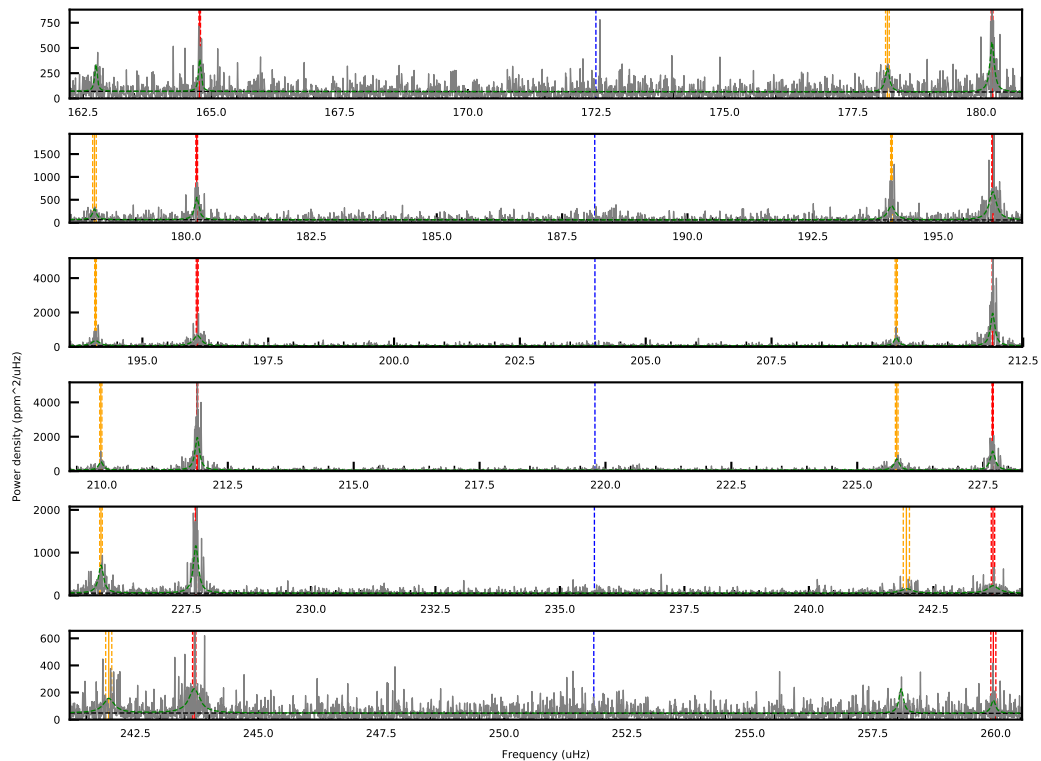 750
500
250
0
162.5 165.0 167.5 170.0 172.5 175.0 177.5 180.0
1500
1000
500
0
180.0 182.5 185.0 187.5 190.0 192.5 195.0
4000
2000
0
195.0 197.5 200.0 202.5 205.0 207.5 210.0 212.5
Power density (ppm^2/uHz)
4000
2000
0
210.0 212.5 215.0 217.5 220.0 222.5 225.0 227.5
2000
1000
0
227.5 230.0 232.5 235.0 237.5 240.0 242.5
600
400
200
0
242.5 245.0 247.5 250.0 252.5 255.0 257.5 260.0
Frequency (uHz)